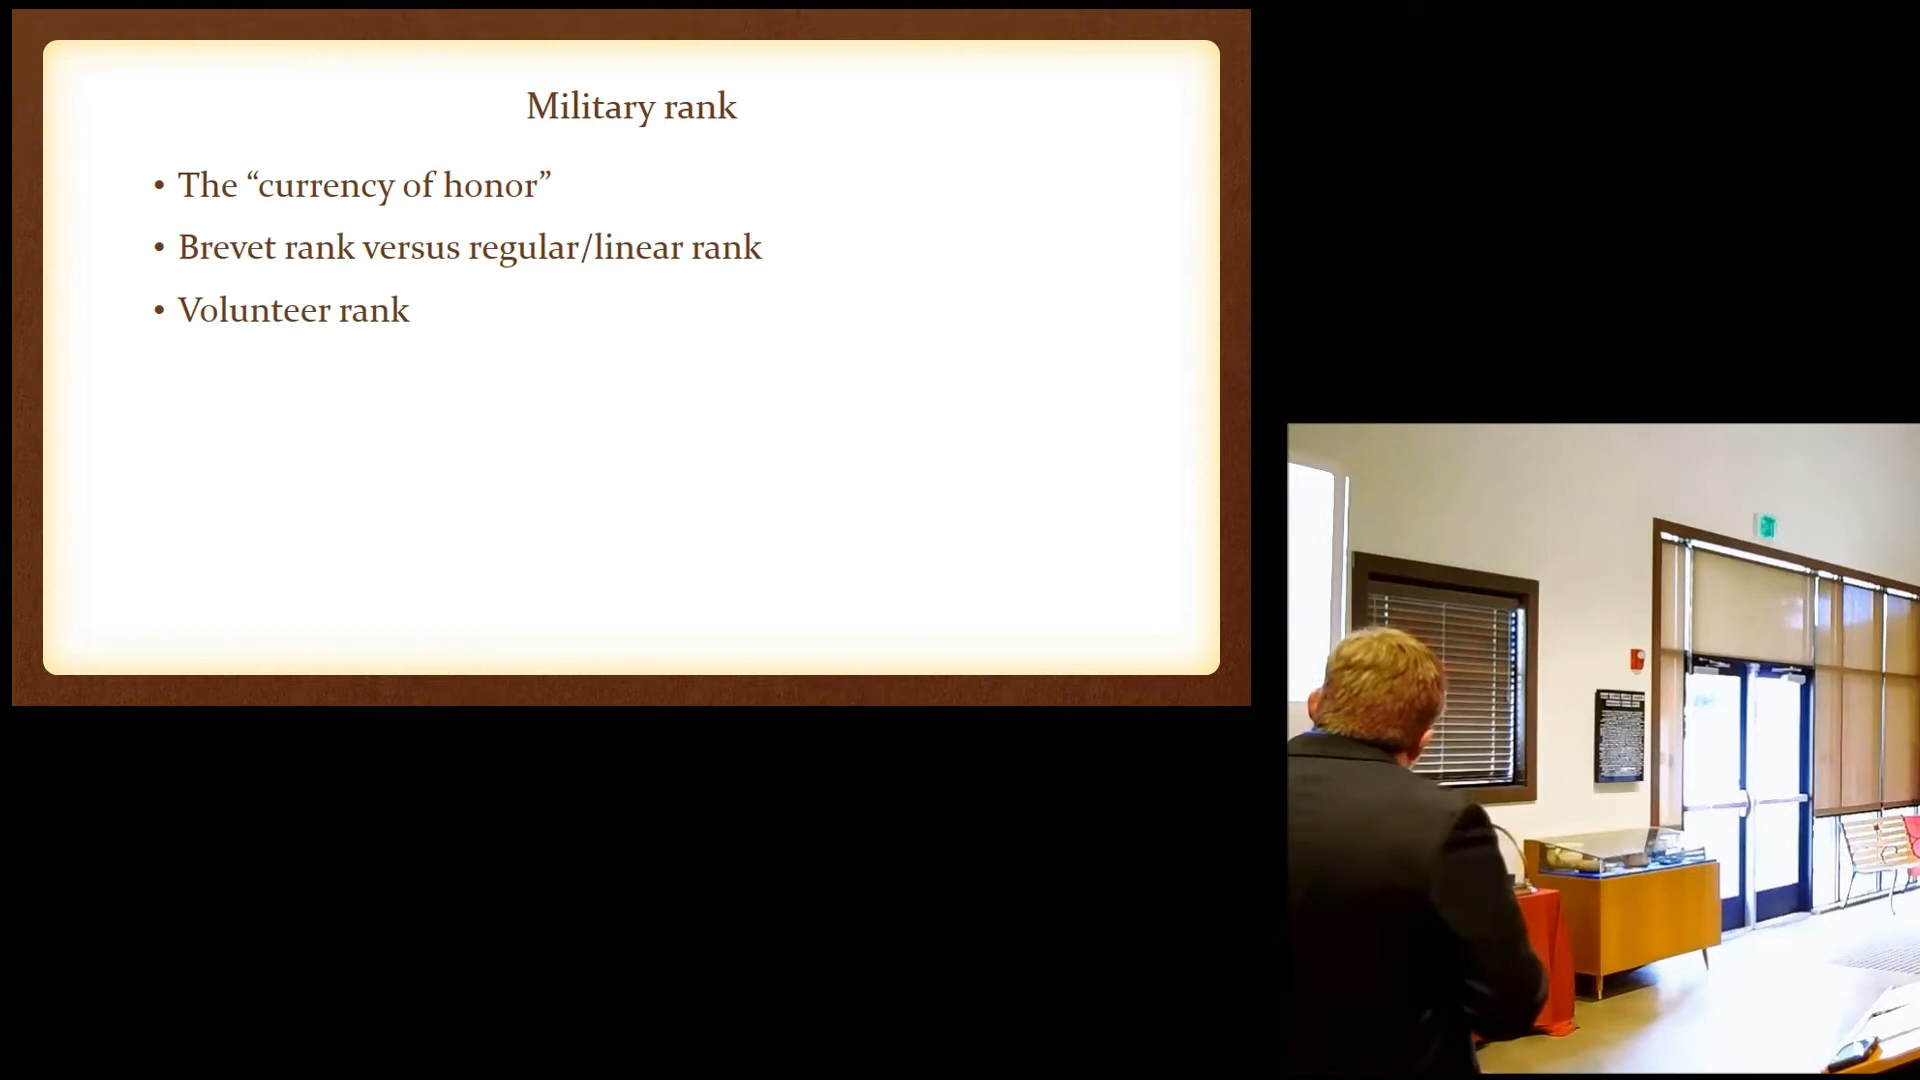 Military rank
• The “currency of honor”
• Brevet rank versus regular/linear rank
• Volunteer rank